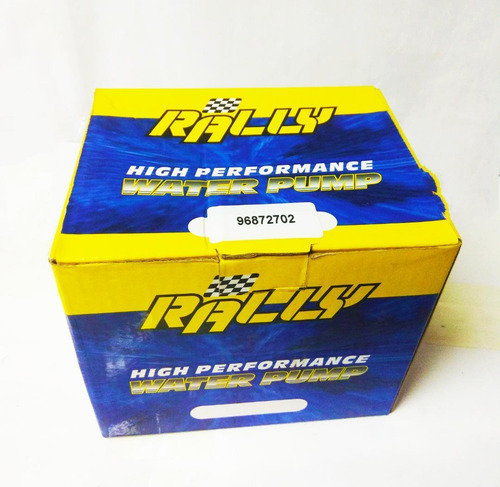 RALLY
HIGH PERFORMANCE
WATER PUMP
96872702
RALLY
HIGH PERFORMANCE
WATER PUMP